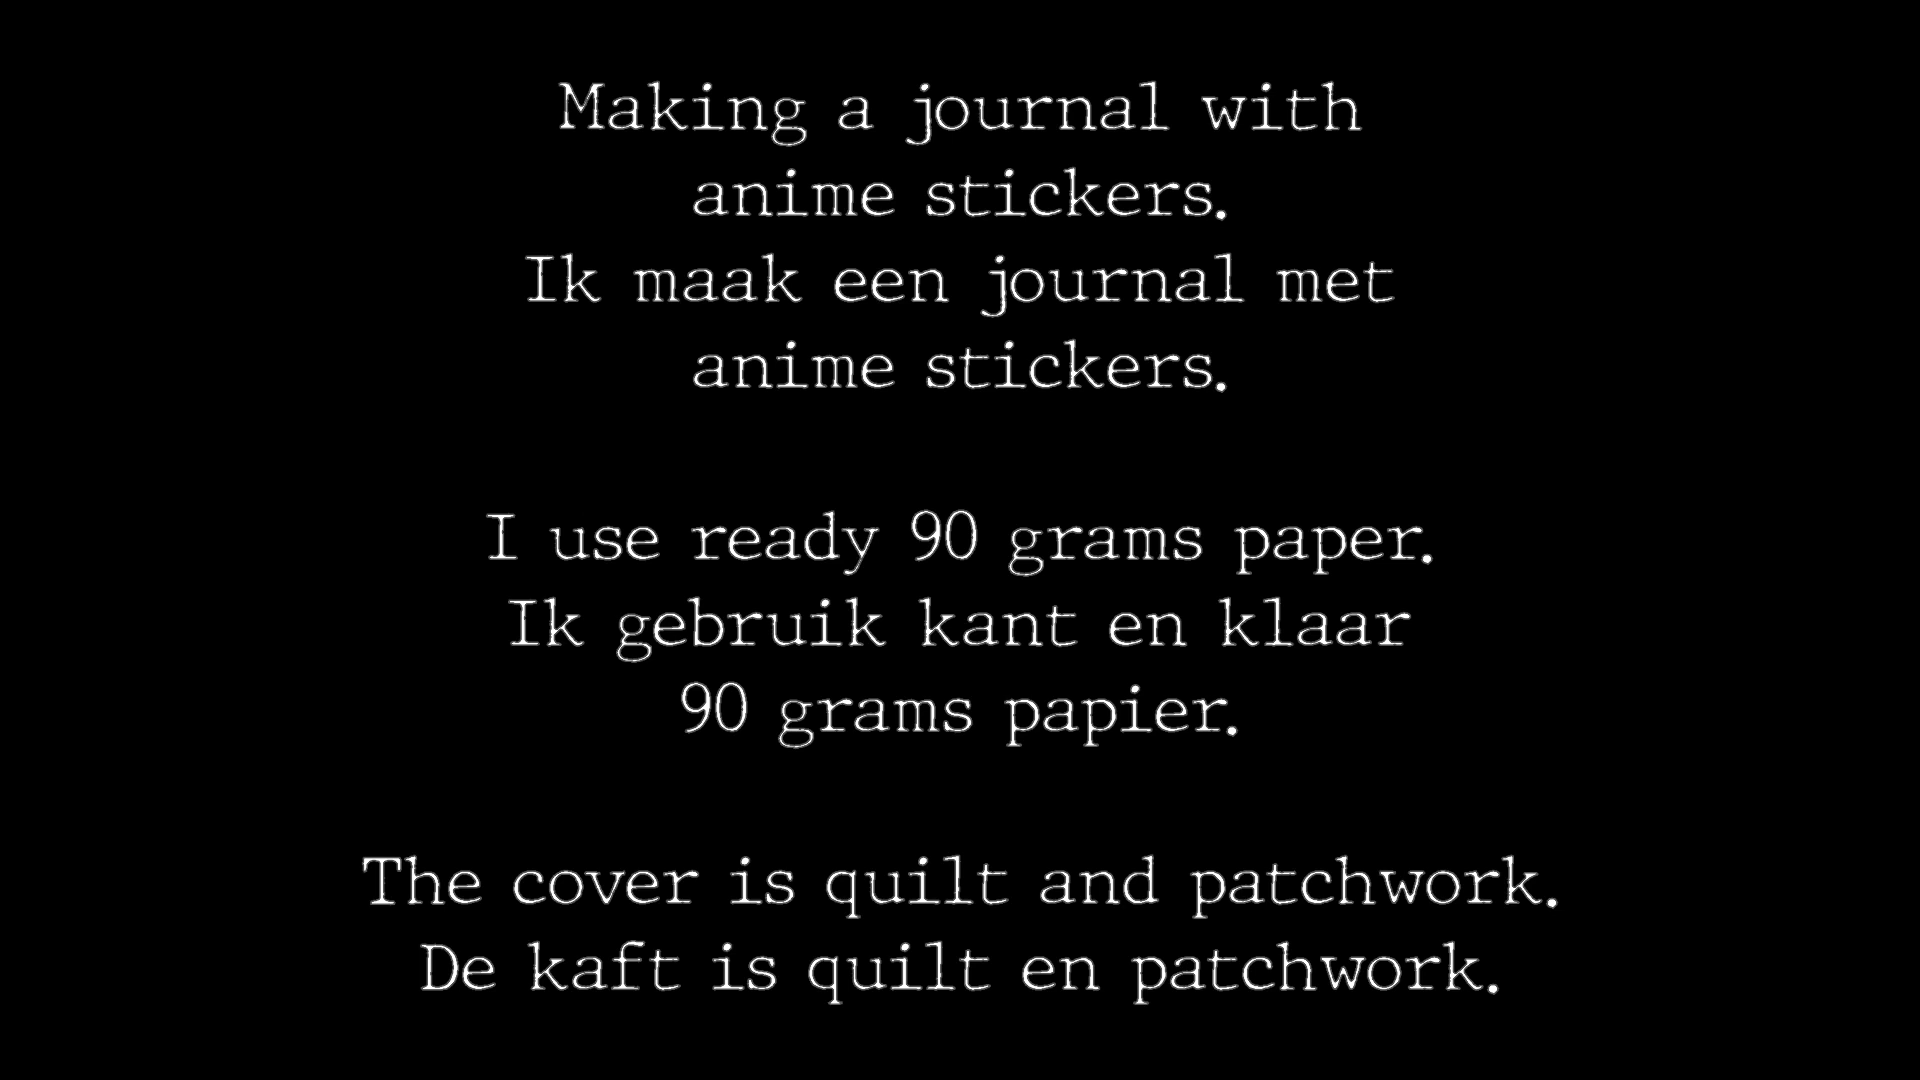 Making a journal with
anime stickers.
Ik maak een journal met
anime stickers.
I use ready 90 grams paper.
Ik gebruik kant en klaar
90 grams papier.
The cover is quilt and patchwork.
De kaft is quilt en patchwork.